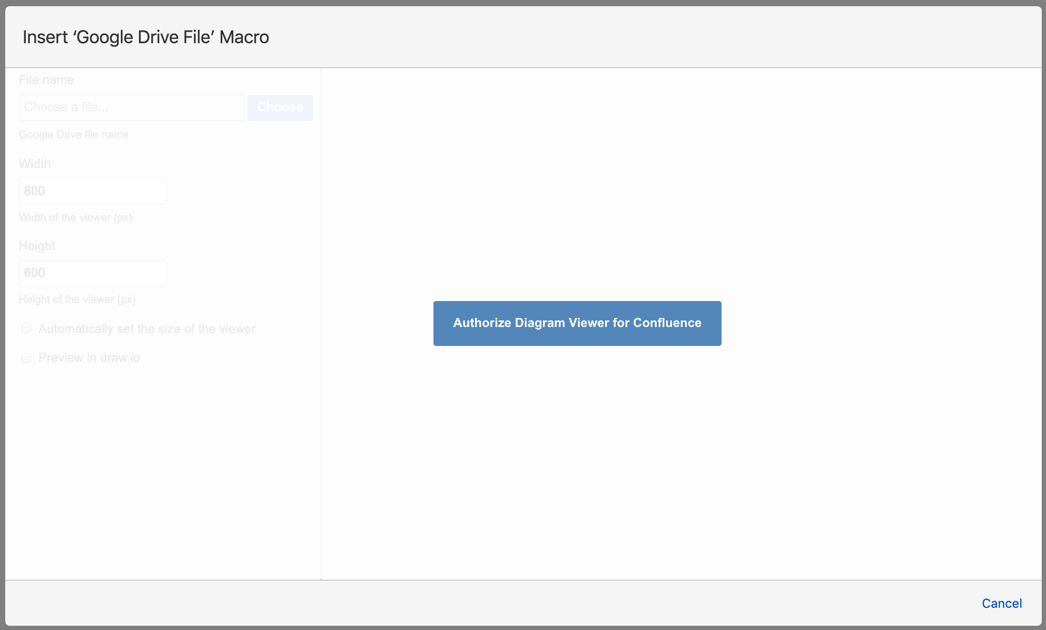 Insert ‘Google Drive File’ Macro
File name
Choose a file...
Choose
Google Drive file name
Width
800
Width of the viewer (px)
Height
600
Height of the viewer (px)
Automatically set the size of the viewer
Preview in draw.io
Authorize Diagram Viewer for Confluence
Cancel